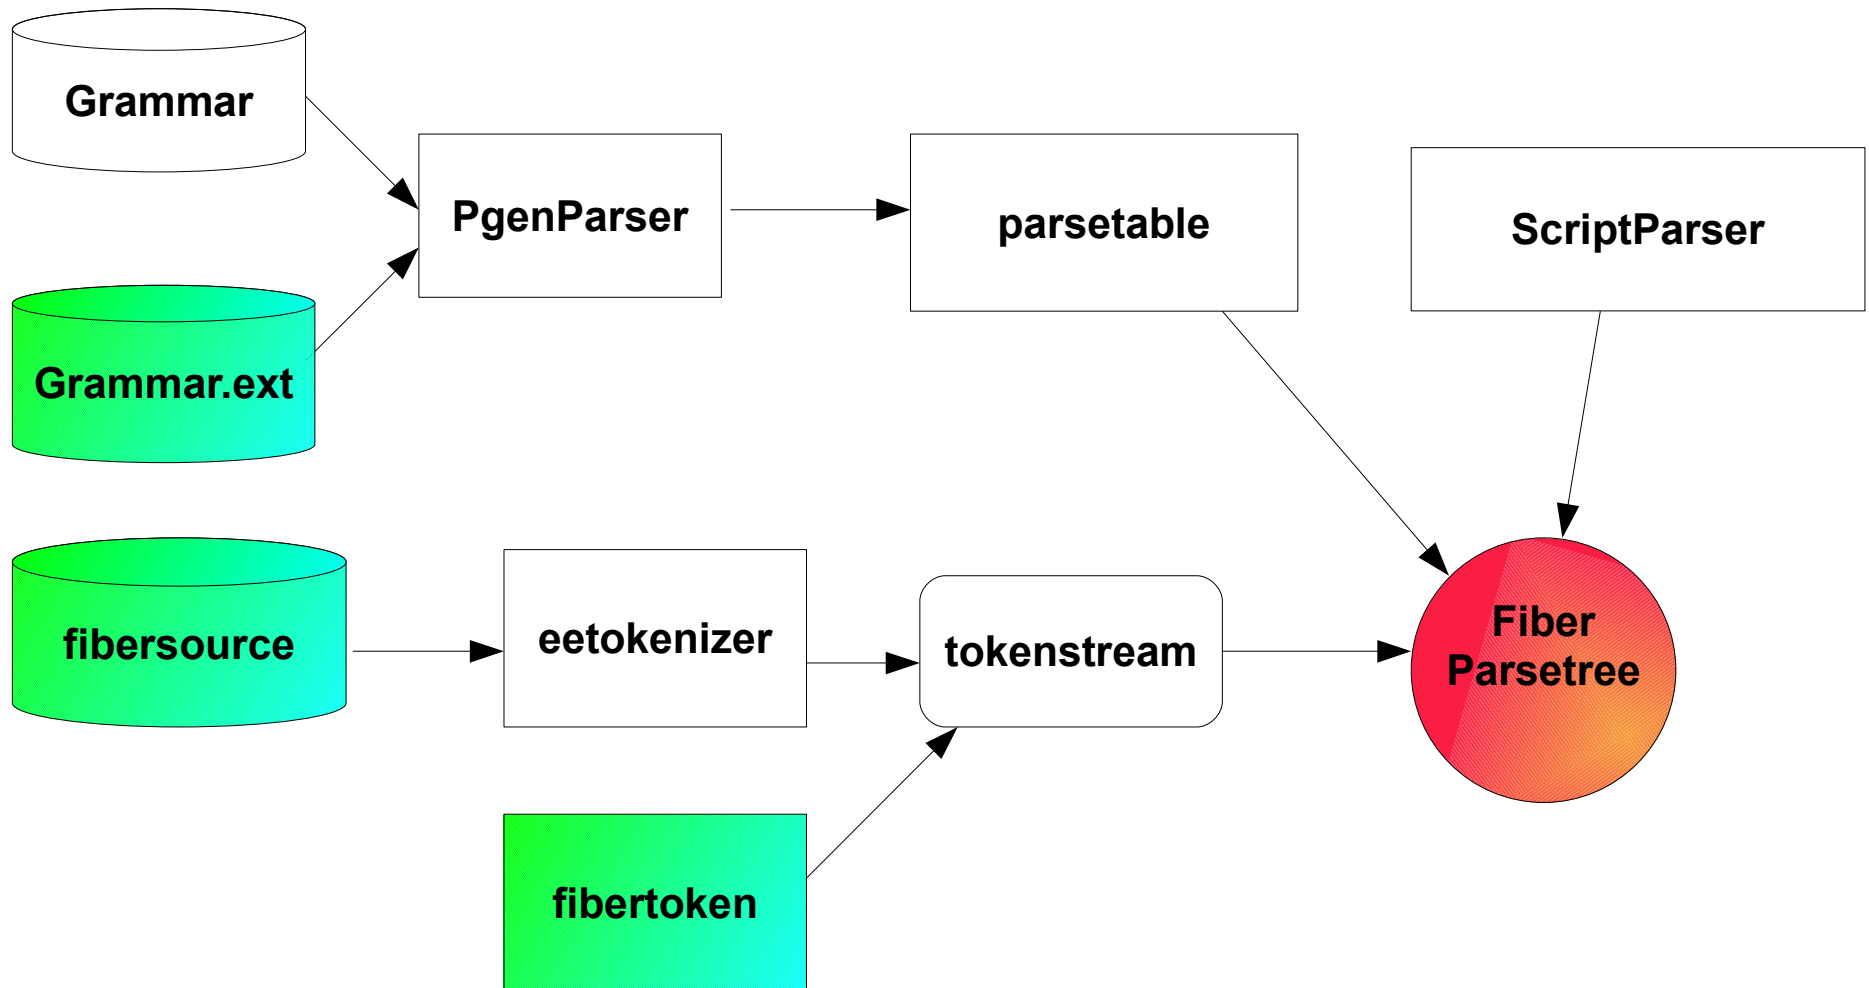 Grammar
PgenParser
parsetable
ScriptParser
Grammar.ext
fibersource
eetokenizer
tokenstream
Fiber
Parsetree
fibertoken